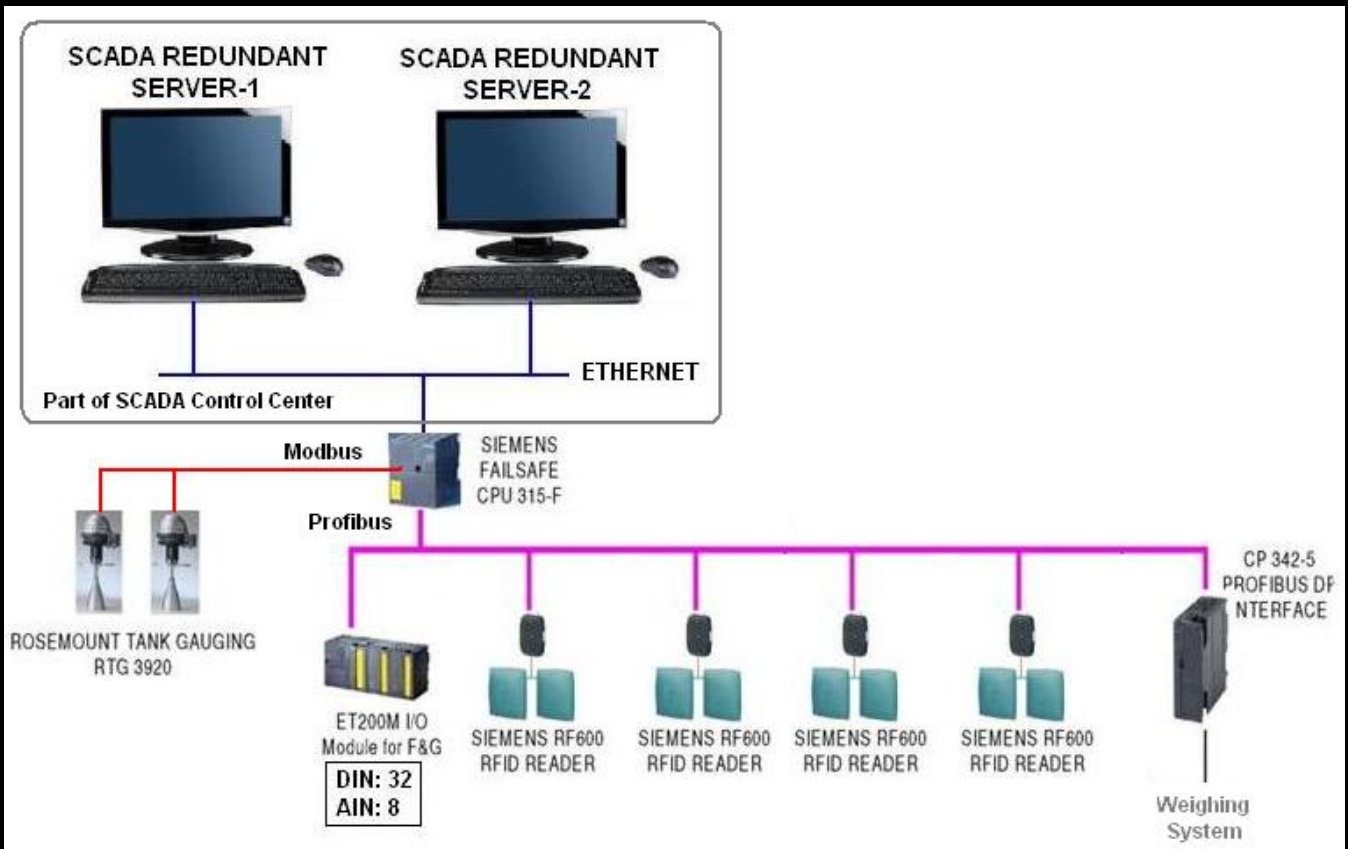 SCADA REDUNDANT
SERVER-1
SCADA REDUNDANT
SERVER-2
ETHERNET
Part of SCADA Control Center
Modbus
SIEMENS
FAILSAFE
CPU 315-F
Profibus
CP 342-5
PROFIBUS DP
NTERFACE
ROSEMOUNT TANK GAUGING
RTG 3920
ET200M I/O
Module for F&G
DIN: 32
AIN: 8
SIEMENS RF600
RFID READER
SIEMENS RF600
RFID READER
SIEMENS RF600
RFID READER
SIEMENS RF600
RFID READER
Weighing
System